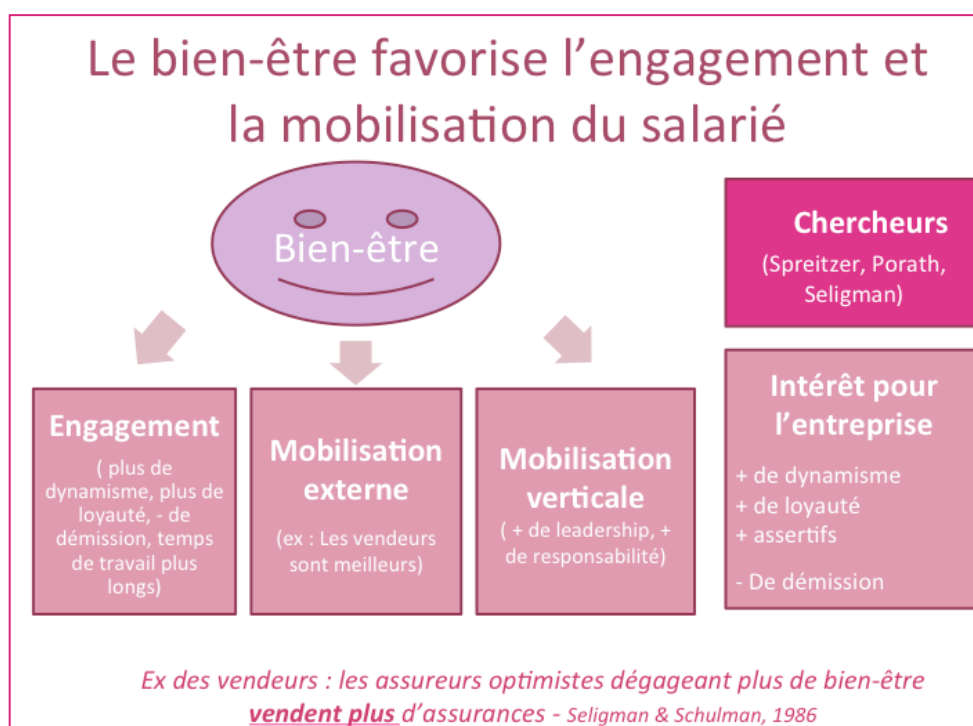 Le bien-être favorise l’engagement et
la mobilisation du salarié
Bien-être
Engagement
( plus de
dynamisme, plus de
loyauté, - de
démission, temps
de travail plus
longs)
Mobilisation
externe
(ex : Les vendeurs
sont meilleurs)
Mobilisation
verticale
( + de leadership, +
de responsabilité)
Chercheurs
(Spreitzer, Porath,
Seligman)
Intérêt pour
l’entreprise
+ de dynamisme
+ de loyauté
+ assertifs
- De démission
Ex des vendeurs : les assureurs optimistes dégageant plus de bien-être
vendent plus d’assurances - Seligman & Schulman, 1986